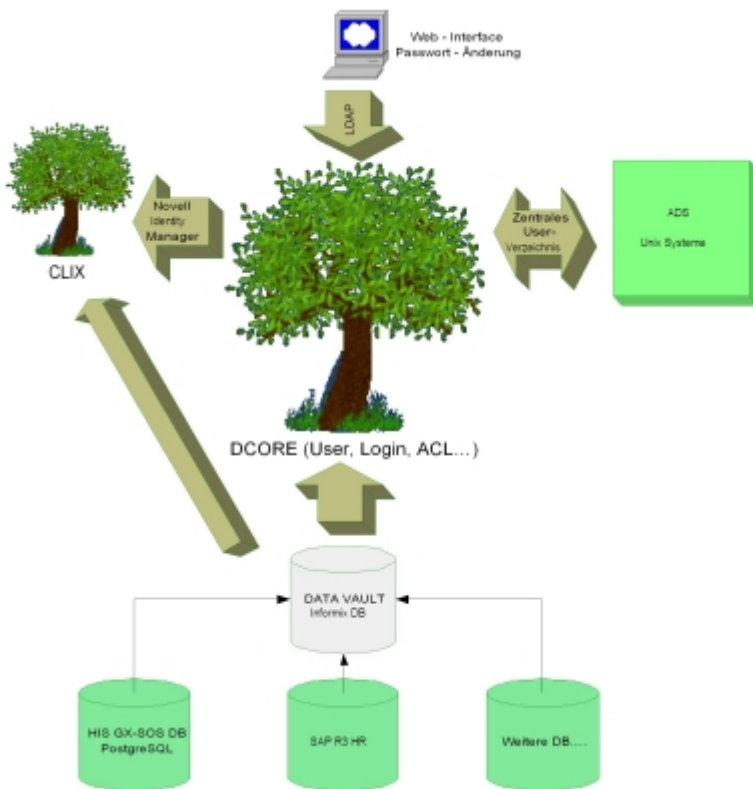 Web - Interface
Passwort - Änderung
LDAP
Novell
Identity
Manager
Zentrales
User-
Verzeichnis
ADS
Unix Systeme
CLIX
DCORE (User, Login, ACL...)
DATA VAULT
Informix DB
HIS GX-SOS DB
PostgreSQL
SAP R3 HR
Weitere DB.....